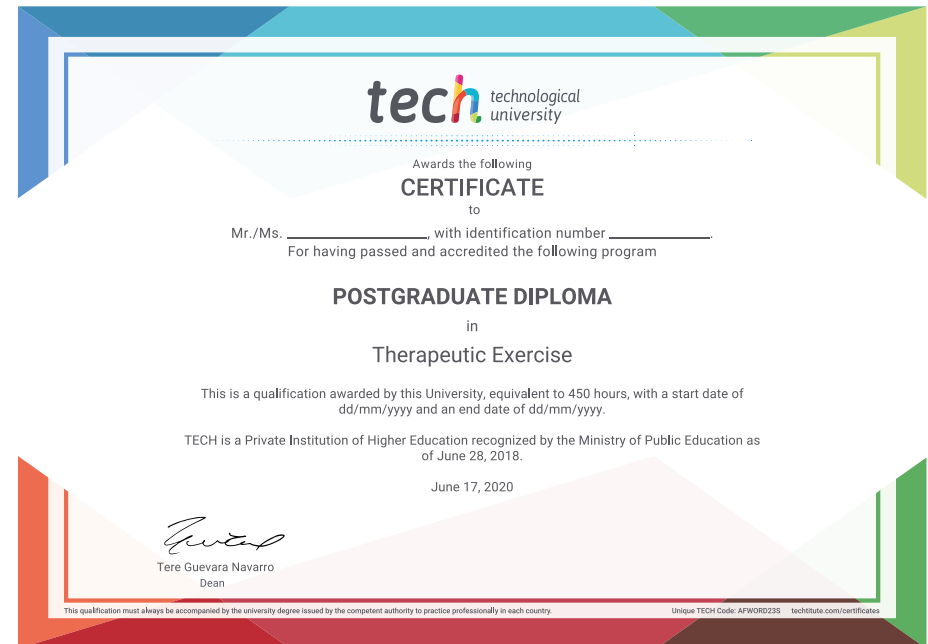 tech technological
university
Awards the following
CERTIFICATE
to
Mr./Ms. ____________________, with identification number ______________.
For having passed and accredited the following program
POSTGRADUATE DIPLOMA
in
Therapeutic Exercise
This is a qualification awarded by this University, equivalent to 450 hours, with a start date of
dd/mm/yyyy and an end date of dd/mm/yyyy.
TECH is a Private Institution of Higher Education recognized by the Ministry of Public Education as
of June 28, 2018.
June 17, 2020
Tere Guevara Navarro
Dean
This qualification must always be accompanied by the university degree issued by the competent authority to practice professionally in each country. Unique TECH Code: AFWORD23S techtitute.com/certificates